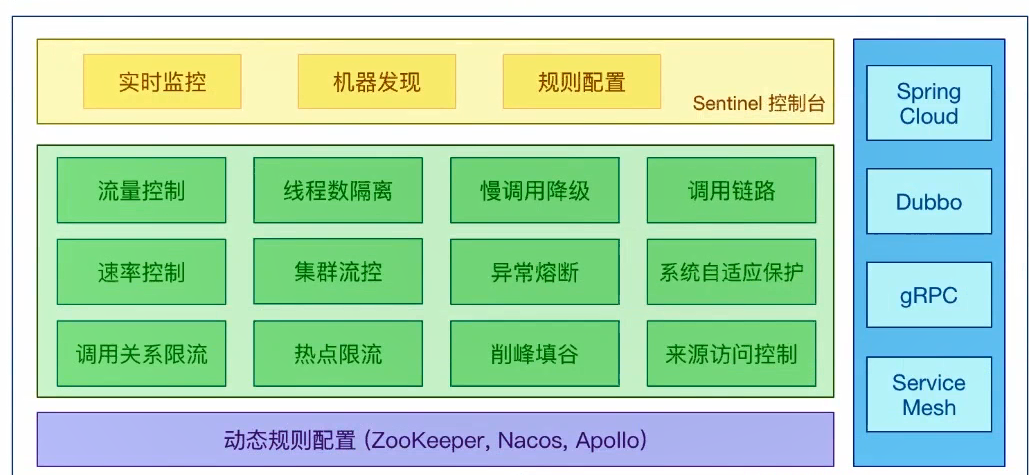 实时监控
机器发现
规则配置
Sentinel 控制台
流量控制
线程数隔离
慢调用降级
调用链路
速率控制
集群流控
异常熔断
系统自适应保护
调用关系限流
热点限流
削峰填谷
来源访问控制
动态规则配置 (ZooKeeper, Nacos, Apollo)
Spring
Cloud
Dubbo
gRPC
Service
Mesh